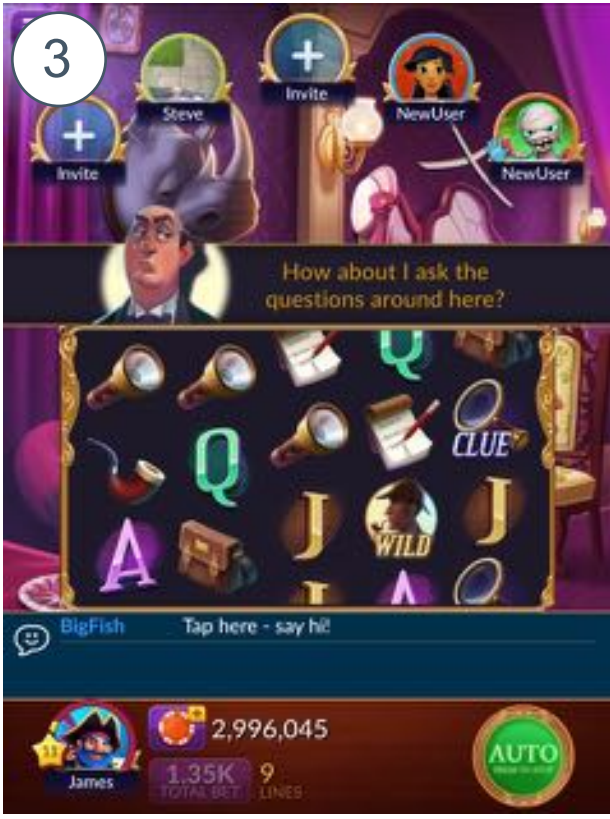 3
Invite
Steve
Invite
NewUser
NewUser
How about I ask the
questions around here?
Q
Q
CLUE
J
WILD
J
A
J
A
BigFish Tap here - say hi!
13
James
2,996,045
1.35K
TOTAL BET
9
LINES
AUTO